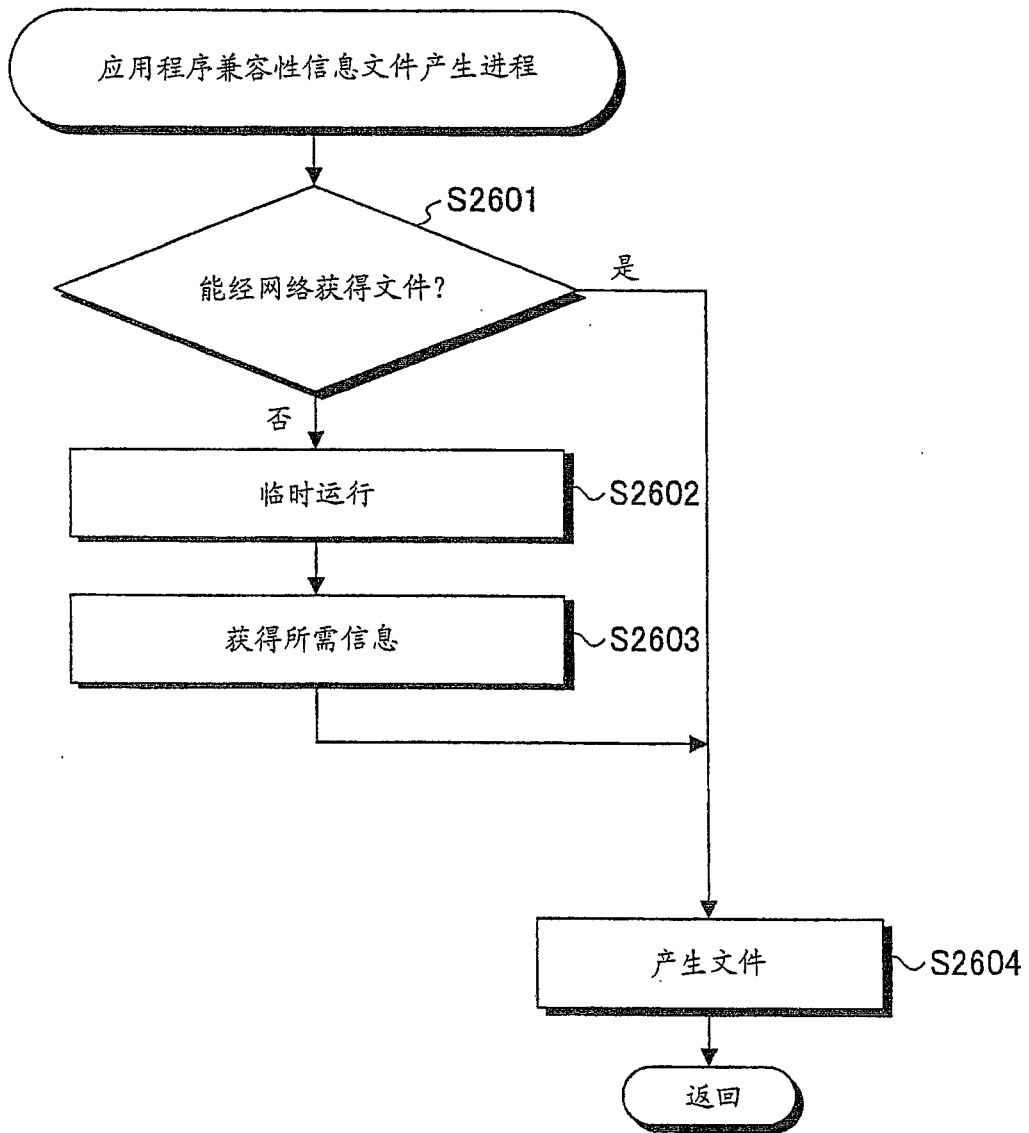 应用程序兼容性信息文件产生进程
S2601
能经网络获得文件?
是
否
临时运行
S2602
获得所需信息
S2603
产生文件
S2604
返回